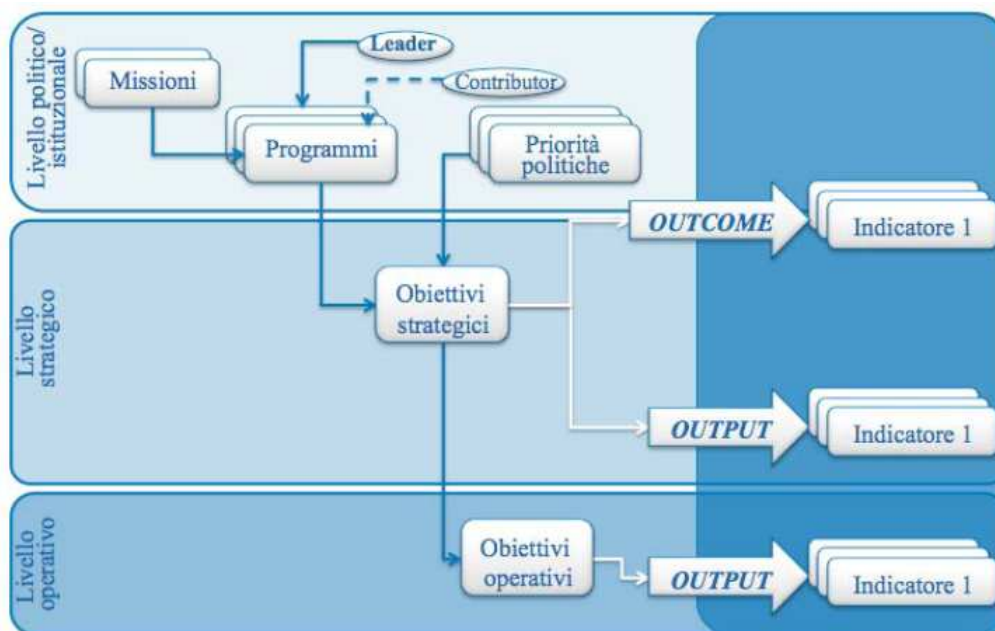 Livello politico/
istituzionale
Leader
Missioni
Contributor
Programmi
Priorità
politiche
OUTCOME
Indicatore 1
Livello
strategico
Obiettivi
strategici
OUTPUT
Indicatore 1
Livello
operativo
Obiettivi
operativi
OUTPUT
Indicatore 1